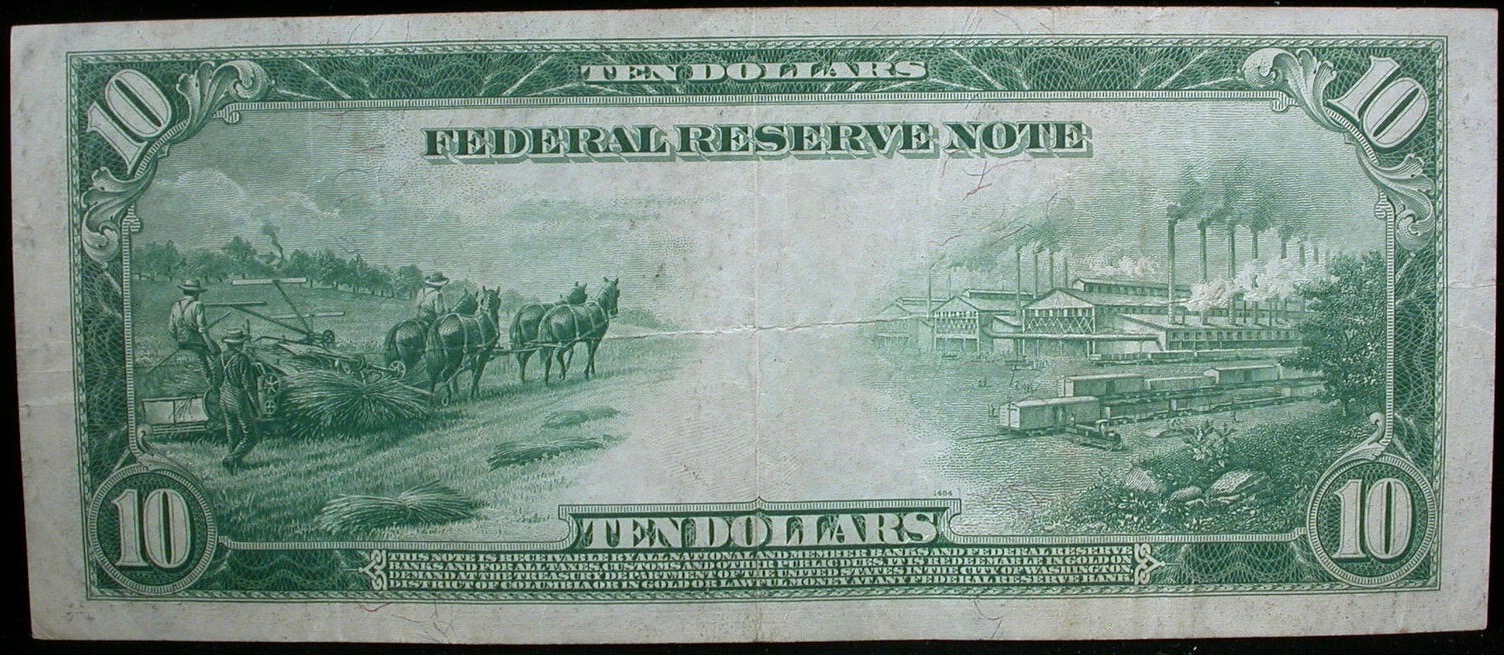 10 TEN DOLLARS 10
FEDERAL RESERVE NOTE
1484
10 TEN DOLLARS 10
THIS NOTE IS RECEIVABLE BY ALL NATIONAL AND MEMBER BANKS AND FEDERAL RESERVE
BANKS AND FOR ALL TAXES, CUSTOMS AND OTHER PUBLIC DUES. IT IS REDEEMABLE IN GOLD ON
DEMAND AT THE TREASURY DEPARTMENT OF THE UNITED STATES IN THE CITY OF WASHINGTON,
DISTRICT OF COLUMBIA OR IN GOLD OR LAWFUL MONEY AT ANY FEDERAL RESERVE BANK.